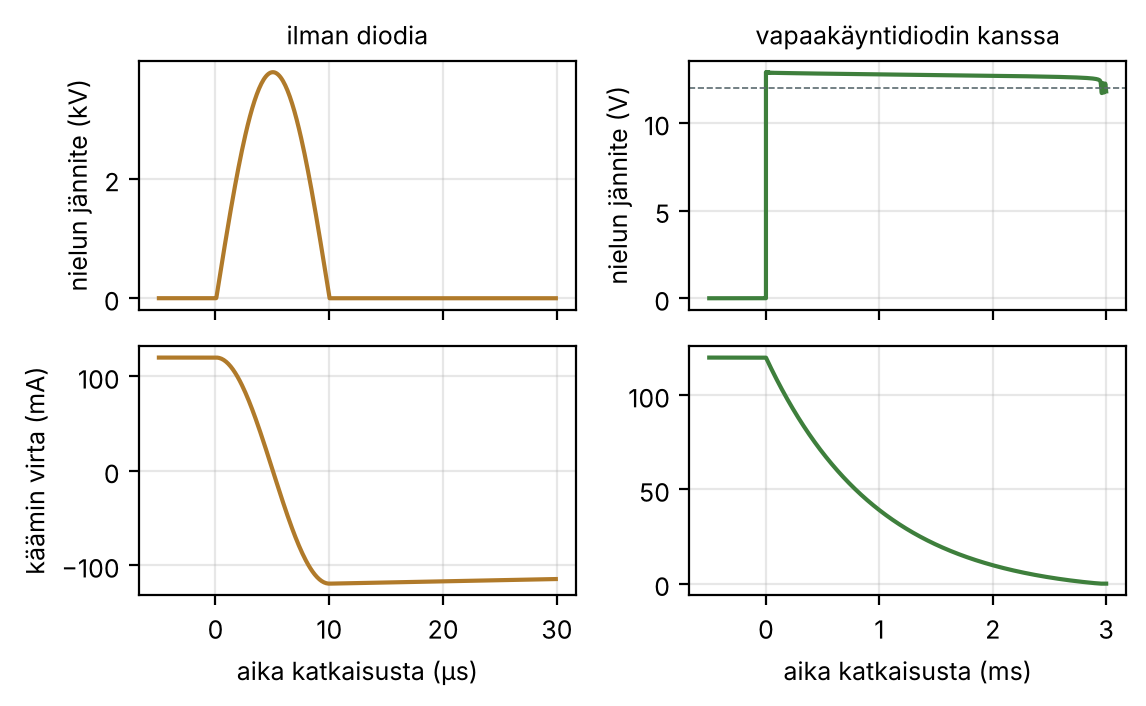 ilman diodia
nielun jännite (kV)
2
0
vapaakäyntidiodin kanssa
nielun jännite (V)
10
5
0
käämin virta (mA)
100
0
−100
0
10
20
30
aika katkaisusta (µs)
100
50
0
0
1
2
3
aika katkaisusta (ms)